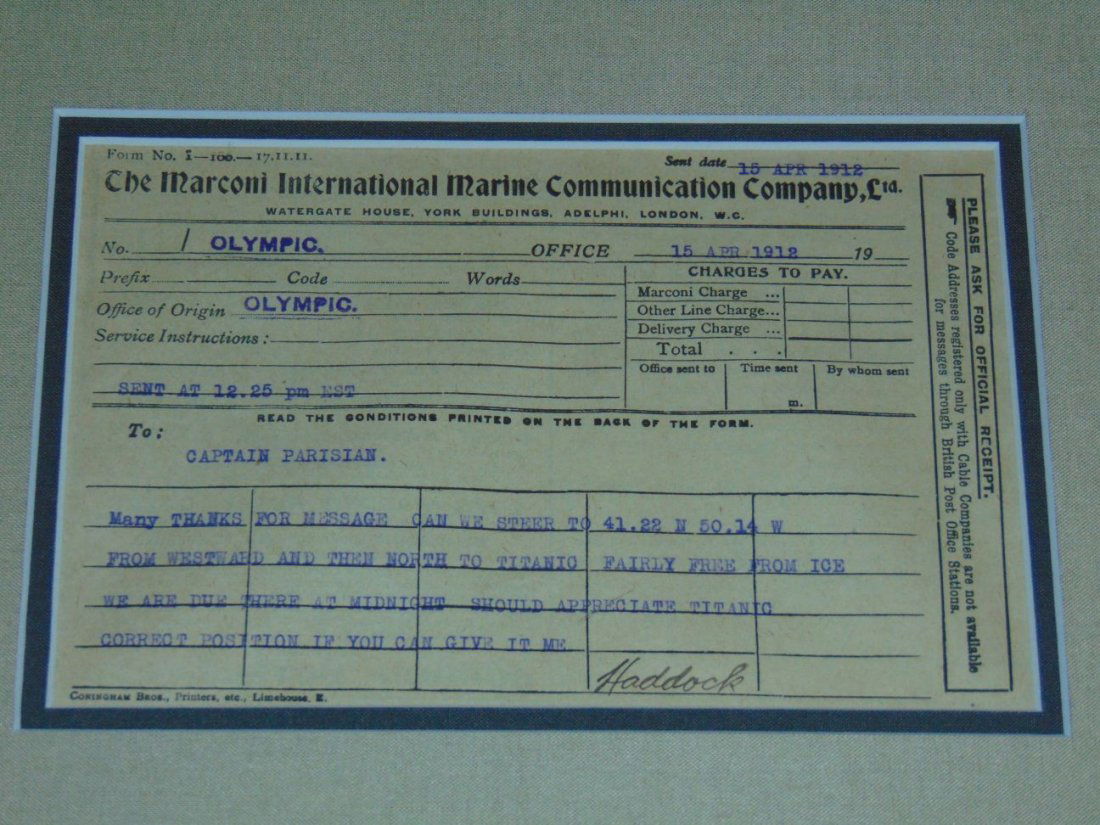 Form No. 1—100.—17.11.11.
Sent date 15 APR 1912
The Marconi International Marine Communication Company, Ltd.
WATERGATE HOUSE, YORK BUILDINGS, ADELPHI, LONDON, W.C.
No. / OLYMPIC. OFFICE 15 APR 1912 19
Prefix Code Words
Office of Origin OLYMPIC.
Service Instructions:
SENT AT 12.25 pm EST
CHARGES TO PAY.
Marconi Charge ...
Other Line Charge...
Delivery Charge ...
Total . . .
Office sent to Time sent By whom sent
m.
READ THE CONDITIONS PRINTED ON THE BACK OF THE FORM.
To:
CAPTAIN PARISIAN.
Many THANKS FOR MESSAGE CAN WE STEER TO 41.22 N 50.14 W
FROM WESTWARD AND THEN NORTH TO TITANIC FAIRLY FREE FROM ICE
WE ARE DUE THERE AT MIDNIGHT SHOULD APPRECIATE TITANIC
CORRECT POSITION IF YOU CAN GIVE IT ME
Haddock
CONINGHAM BROS., Printers, etc., Limehouse, E.
PLEASE ASK FOR OFFICIAL RECEIPT.
☛ Code Addresses registered only with Cable Companies are not available
for messages through British Post Office Stations.